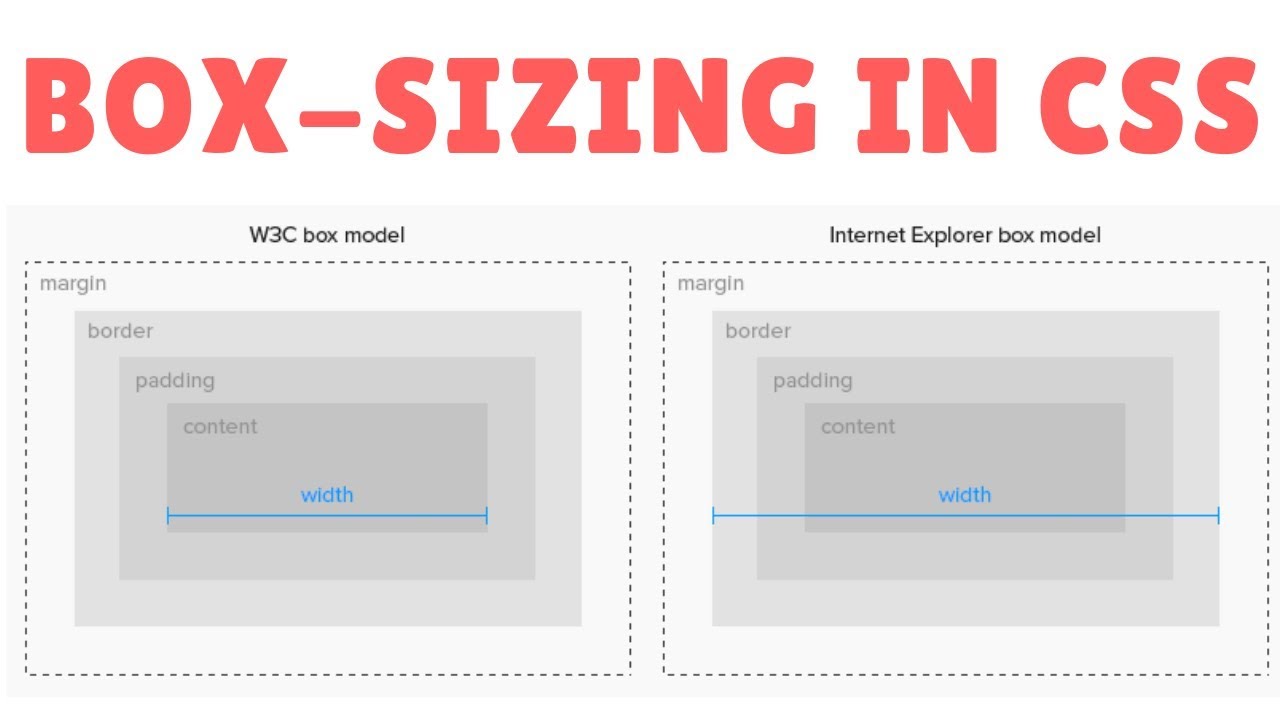 BOX-SIZING IN CSS
W3C box model
margin
border
padding
content
width
Internet Explorer box model
margin
border
padding
content
width